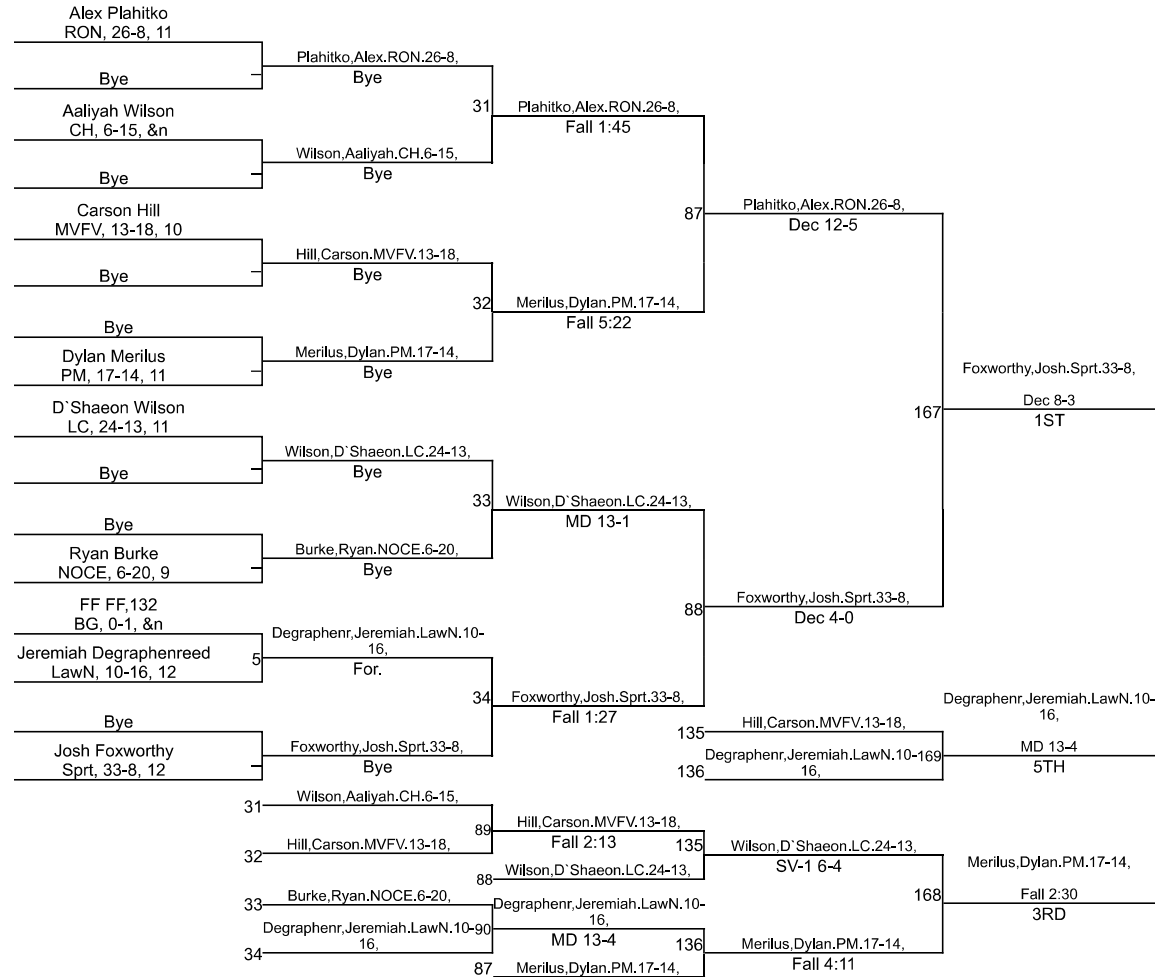 Alex Plahitko
RON, 26-8, 11
Bye
Aaliyah Wilson
CH, 6-15, &n
Bye
Carson Hill
MVFV, 13-18, 10
Bye
Bye
Dylan Merilus
PM, 17-14, 11
D`Shaeon Wilson
LC, 24-13, 11
Bye
Bye
Ryan Burke
NOCE, 6-20, 9
FF FF,132
BG, 0-1, &n
Jeremiah Degraphenreed
LawN, 10-16, 12
Bye
Josh Foxworthy
Sprt, 33-8, 12
Plahitko,Alex.RON.26-8,
Bye
Wilson,Aaliyah.CH.6-15,
Bye
Hill,Carson.MVFV.13-18,
Bye
Merilus,Dylan.PM.17-14,
Bye
Wilson,D`Shaeon.LC.24-13,
Bye
Burke,Ryan.NOCE.6-20,
Bye
5
Degraphenr,Jeremiah.LawN.10-
16,
For.
Foxworthy,Josh.Sprt.33-8,
Bye
31
Plahitko,Alex.RON.26-8,
Fall 1:45
32
Merilus,Dylan.PM.17-14,
Fall 5:22
33
Wilson,D`Shaeon.LC.24-13,
MD 13-1
34
Foxworthy,Josh.Sprt.33-8,
Fall 1:27
87
Plahitko,Alex.RON.26-8,
Dec 12-5
88
Foxworthy,Josh.Sprt.33-8,
Dec 4-0
167
Foxworthy,Josh.Sprt.33-8,
Dec 8-3
1ST
135
Hill,Carson.MVFV.13-18,
136
Degraphenr,Jeremiah.LawN.10-
16,
169
Degraphenr,Jeremiah.LawN.10-
16,
MD 13-4
5TH
31
Wilson,Aaliyah.CH.6-15,
32
Hill,Carson.MVFV.13-18,
33
Burke,Ryan.NOCE.6-20,
34
Degraphenr,Jeremiah.LawN.10-
16,
89
Hill,Carson.MVFV.13-18,
Fall 2:13
88
Wilson,D`Shaeon.LC.24-13,
90
Degraphenr,Jeremiah.LawN.10-
16,
MD 13-4
87
Merilus,Dylan.PM.17-14,
135
Wilson,D`Shaeon.LC.24-13,
SV-1 6-4
136
Merilus,Dylan.PM.17-14,
Fall 4:11
168
Merilus,Dylan.PM.17-14,
Fall 2:30
3RD